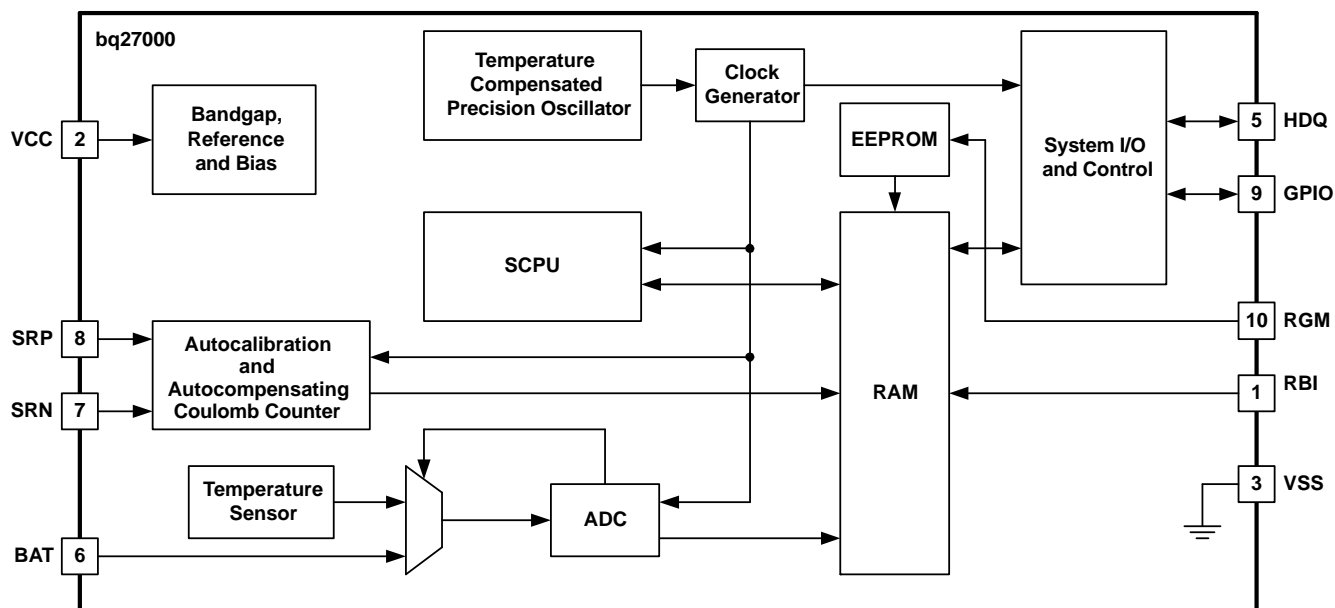 bq27000
Temperature
Compensated
Precision Oscillator
Clock
Generator
Bandgap,
Reference
and Bias
VCC 2
EEPROM
System I/O
and Control
5 HDQ
9 GPIO
SCPU
SRP 8
Autocalibration
and
Autocompensating
Coulomb Counter
SRN 7
RAM
10 RGM
1 RBI
Temperature
Sensor
ADC
3 VSS
BAT 6